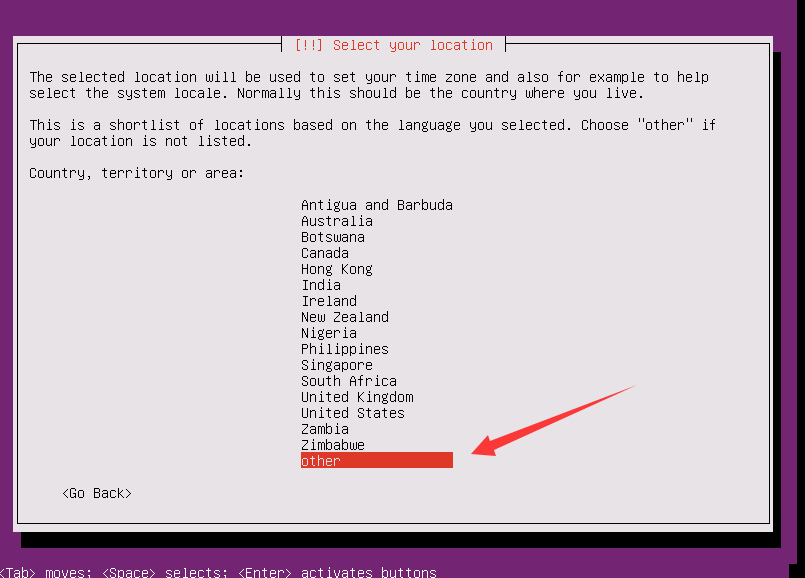 [!!] Select your location
The selected location will be used to set your time zone and also for example to help
select the system locale. Normally this should be the country where you live.
This is a shortlist of locations based on the language you selected. Choose "other" if
your location is not listed.
Country, territory or area:
Antigua and Barbuda
Australia
Botswana
Canada
Hong Kong
India
Ireland
New Zealand
Nigeria
Philippines
Singapore
South Africa
United Kingdom
United States
Zambia
Zimbabwe
other
<Go Back>
<Tab> moves; <Space> selects; <Enter> activates buttons